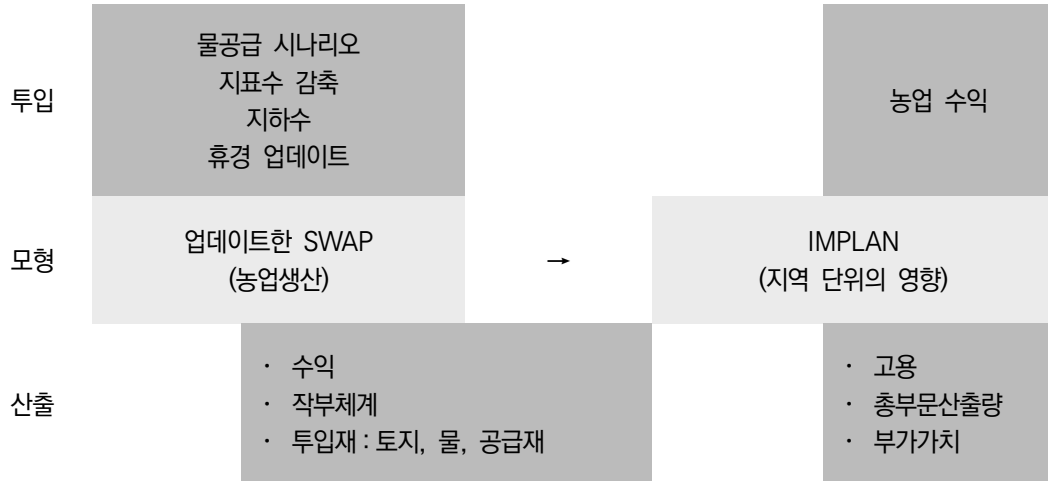 투입
물공급 시나리오
지표수 감축
지하수
휴경 업데이트
농업 수익
모형
업데이트한 SWAP
(농업생산)
→
IMPLAN
(지역 단위의 영향)
산출
· 수익
· 작부체계
· 투입재 : 토지, 물, 공급재
· 고용
· 총부문산출량
· 부가가치